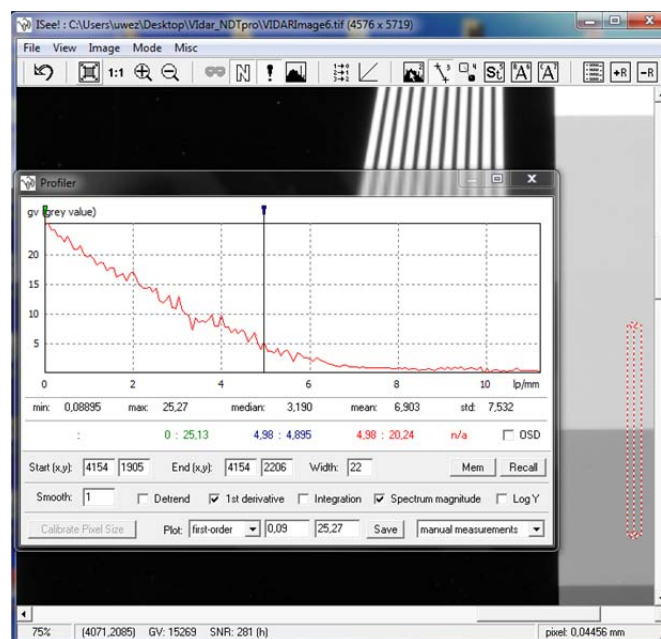 ISee! : C:\Users\uwez\Desktop\VIdar_NDTpro\VIDARImage6.tif (4576 x 5719)
File View Image Mode Misc
1:1
Profiler
gv (grey value)
20
15
10
5
0 2 4 6 8 10 lp/mm
min: 0,08895 max: 25,27 median: 3,190 mean: 6,903 std: 7,532
: 0 : 25,13 4,98 : 4,895 4,98 : 20,24 n/a OSD
Start (x,y): 4154 1905 End (x,y): 4154 2206 Width: 22 Mem Recall
Smooth: 1 Detrend 1st derivative Integration Spectrum magnitude Log Y
Calibrate Pixel Size Plot: first-order 0,09 25,27 Save manual measurements
75% (4071,2085) GV: 15269 SNR: 281 (h) pixel: 0,04456 mm